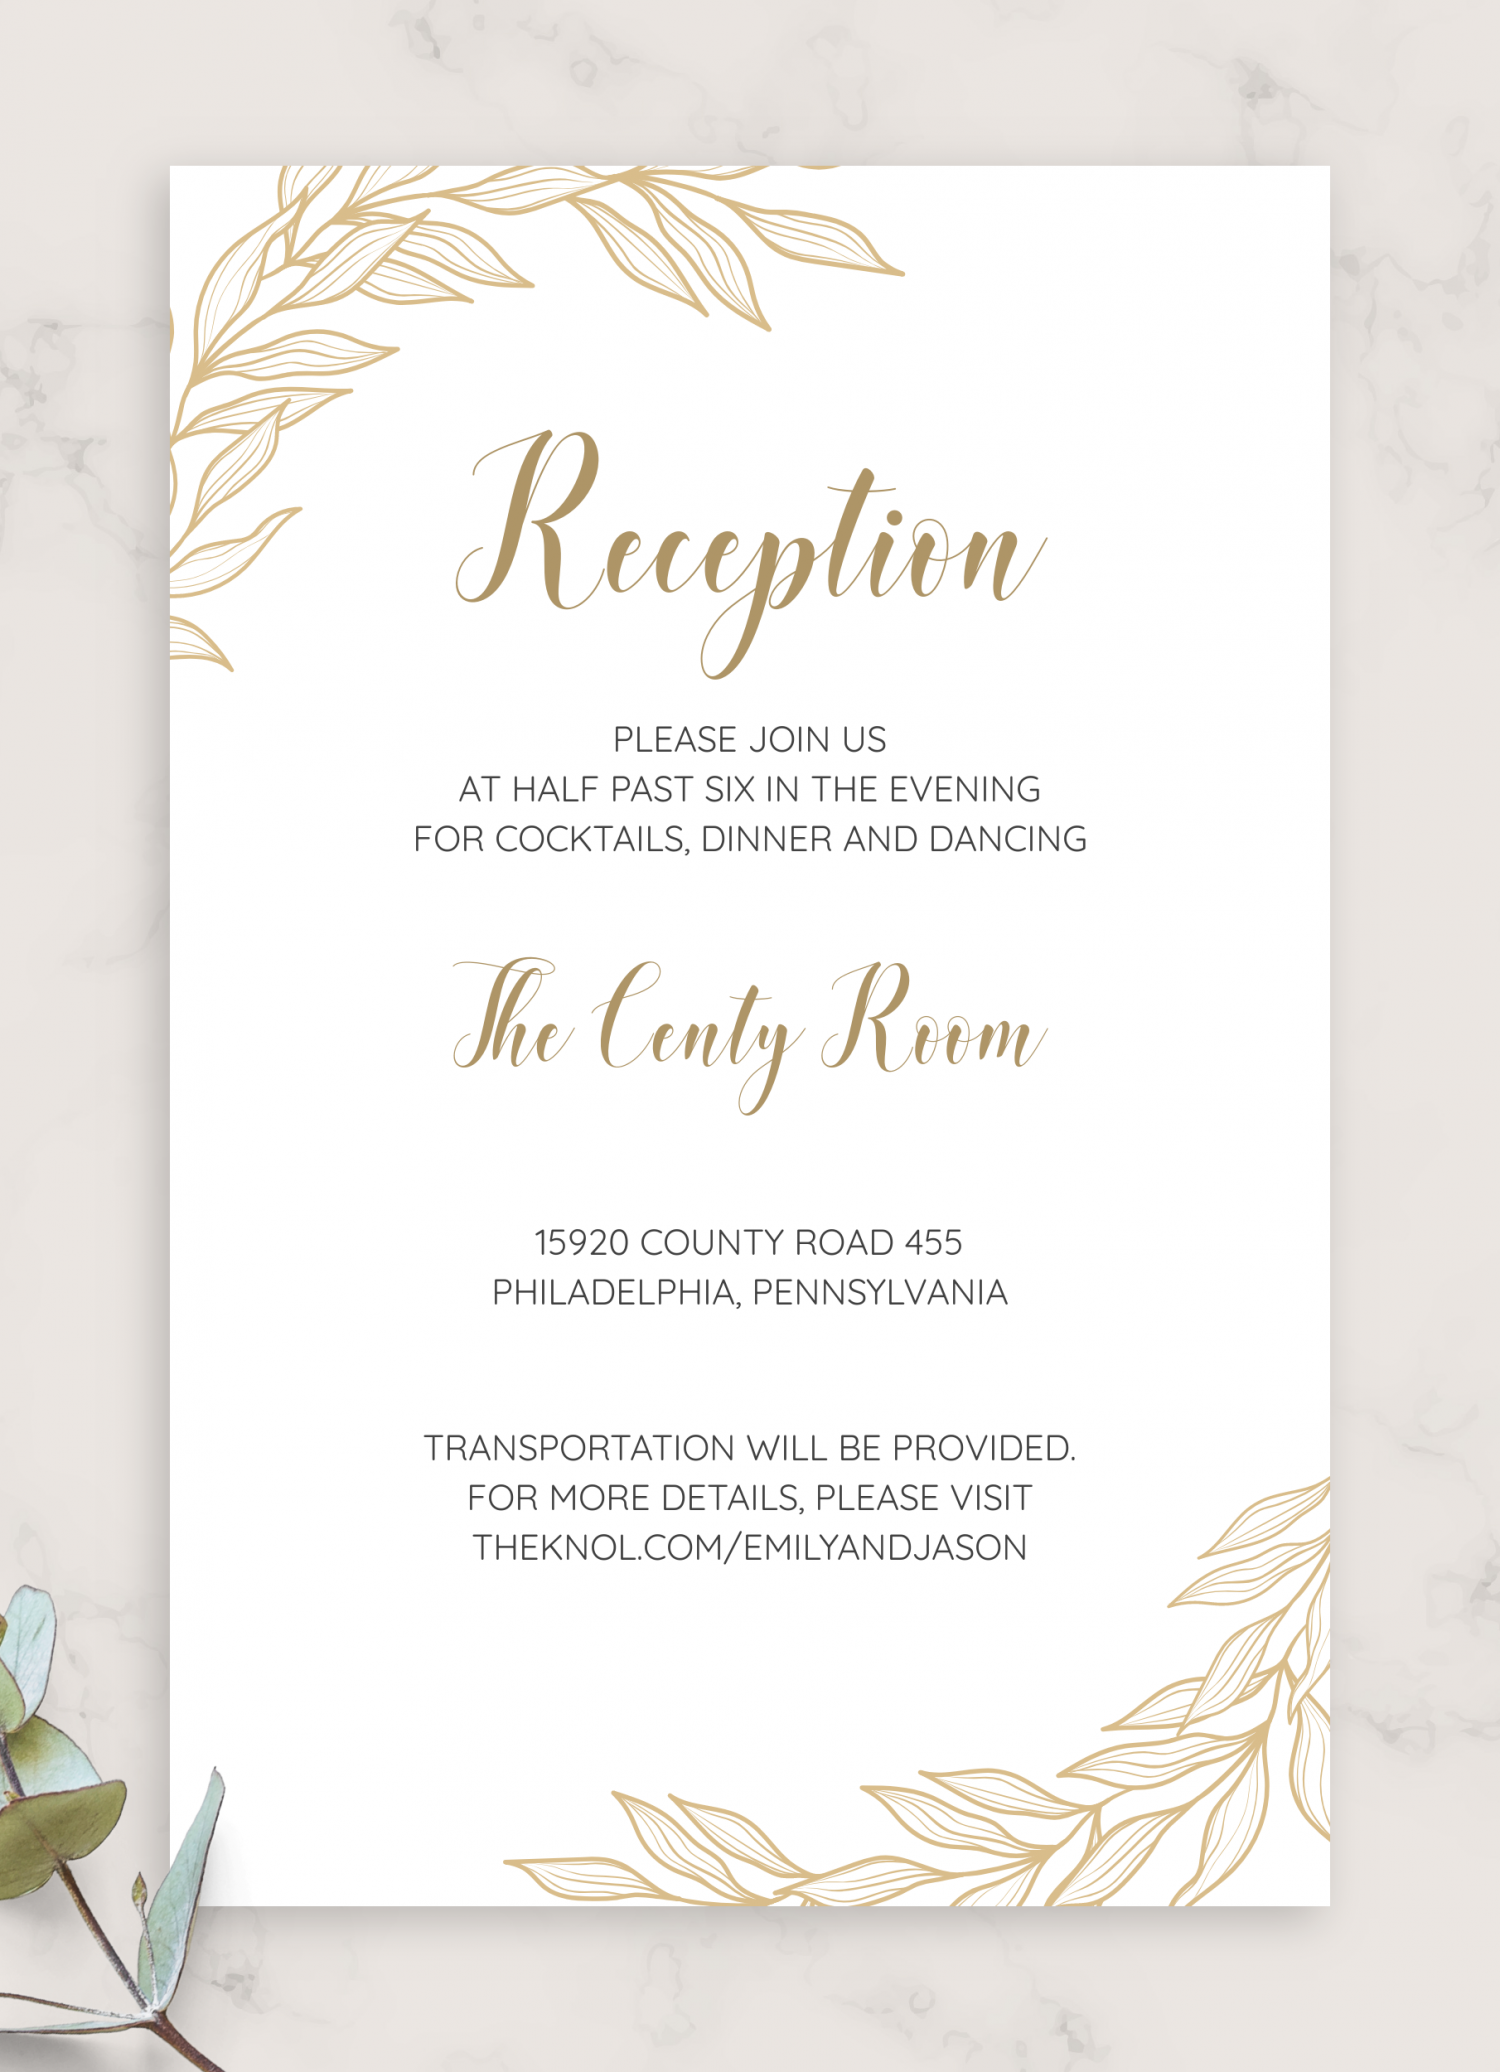 Reception
PLEASE JOIN US
AT HALF PAST SIX IN THE EVENING
FOR COCKTAILS, DINNER AND DANCING
The Centy Room
15920 COUNTY ROAD 455
PHILADELPHIA, PENNSYLVANIA
TRANSPORTATION WILL BE PROVIDED.
FOR MORE DETAILS, PLEASE VISIT
THEKNOL.COM/EMILYANDJASON